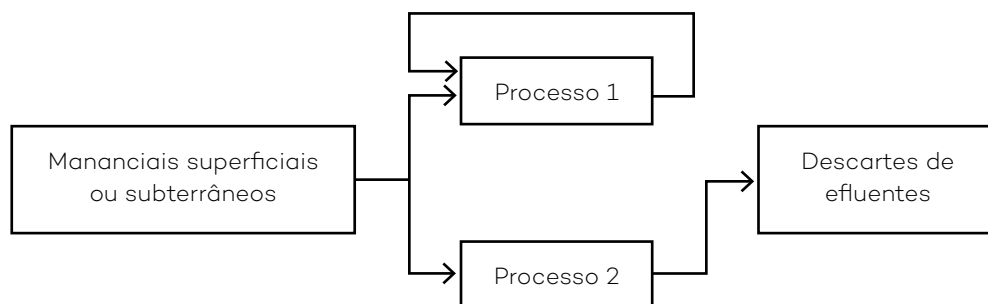 Processo 1
Mananciais superficiais
ou subterrâneos
Descartes de
efluentes
Processo 2